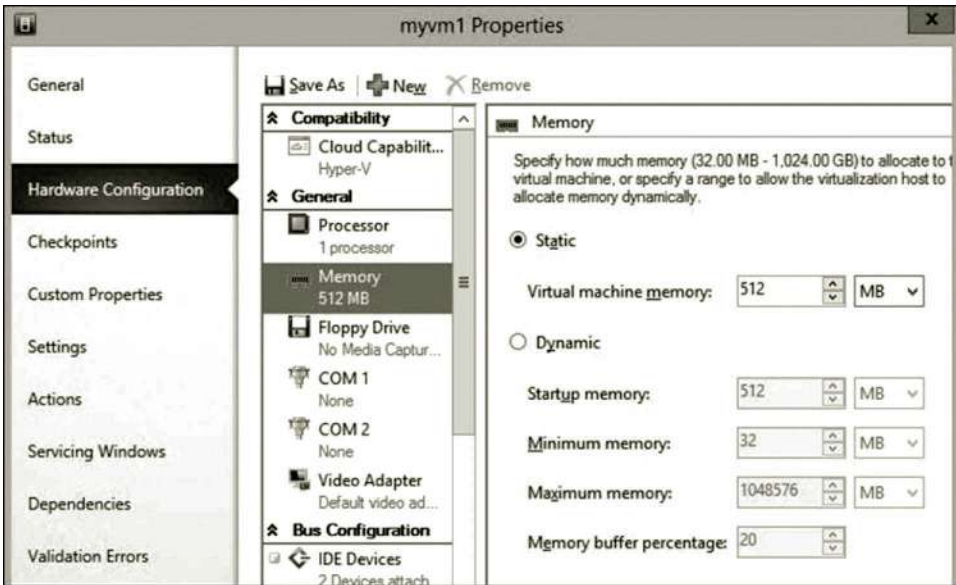 myvm1 Properties
x
General
Status
Hardware Configuration
Checkpoints
Custom Properties
Settings
Actions
Servicing Windows
Dependencies
Validation Errors
Save As New Remove
Compatibility
Cloud Capabilit...
Hyper-V
General
Processor
1 processor
Memory
512 MB
Floppy Drive
No Media Captur...
COM 1
None
COM 2
None
Video Adapter
Default video ad...
Bus Configuration
IDE Devices
2 Devices attach
Memory
Specify how much memory (32.00 MB - 1,024.00 GB) to allocate to t
virtual machine, or specify a range to allow the virtualization host to
allocate memory dynamically.
Static
Virtual machine memory: 512 MB
Dynamic
Startup memory: 512 MB
Minimum memory: 32 MB
Maximum memory: 1048576 MB
Memory buffer percentage: 20